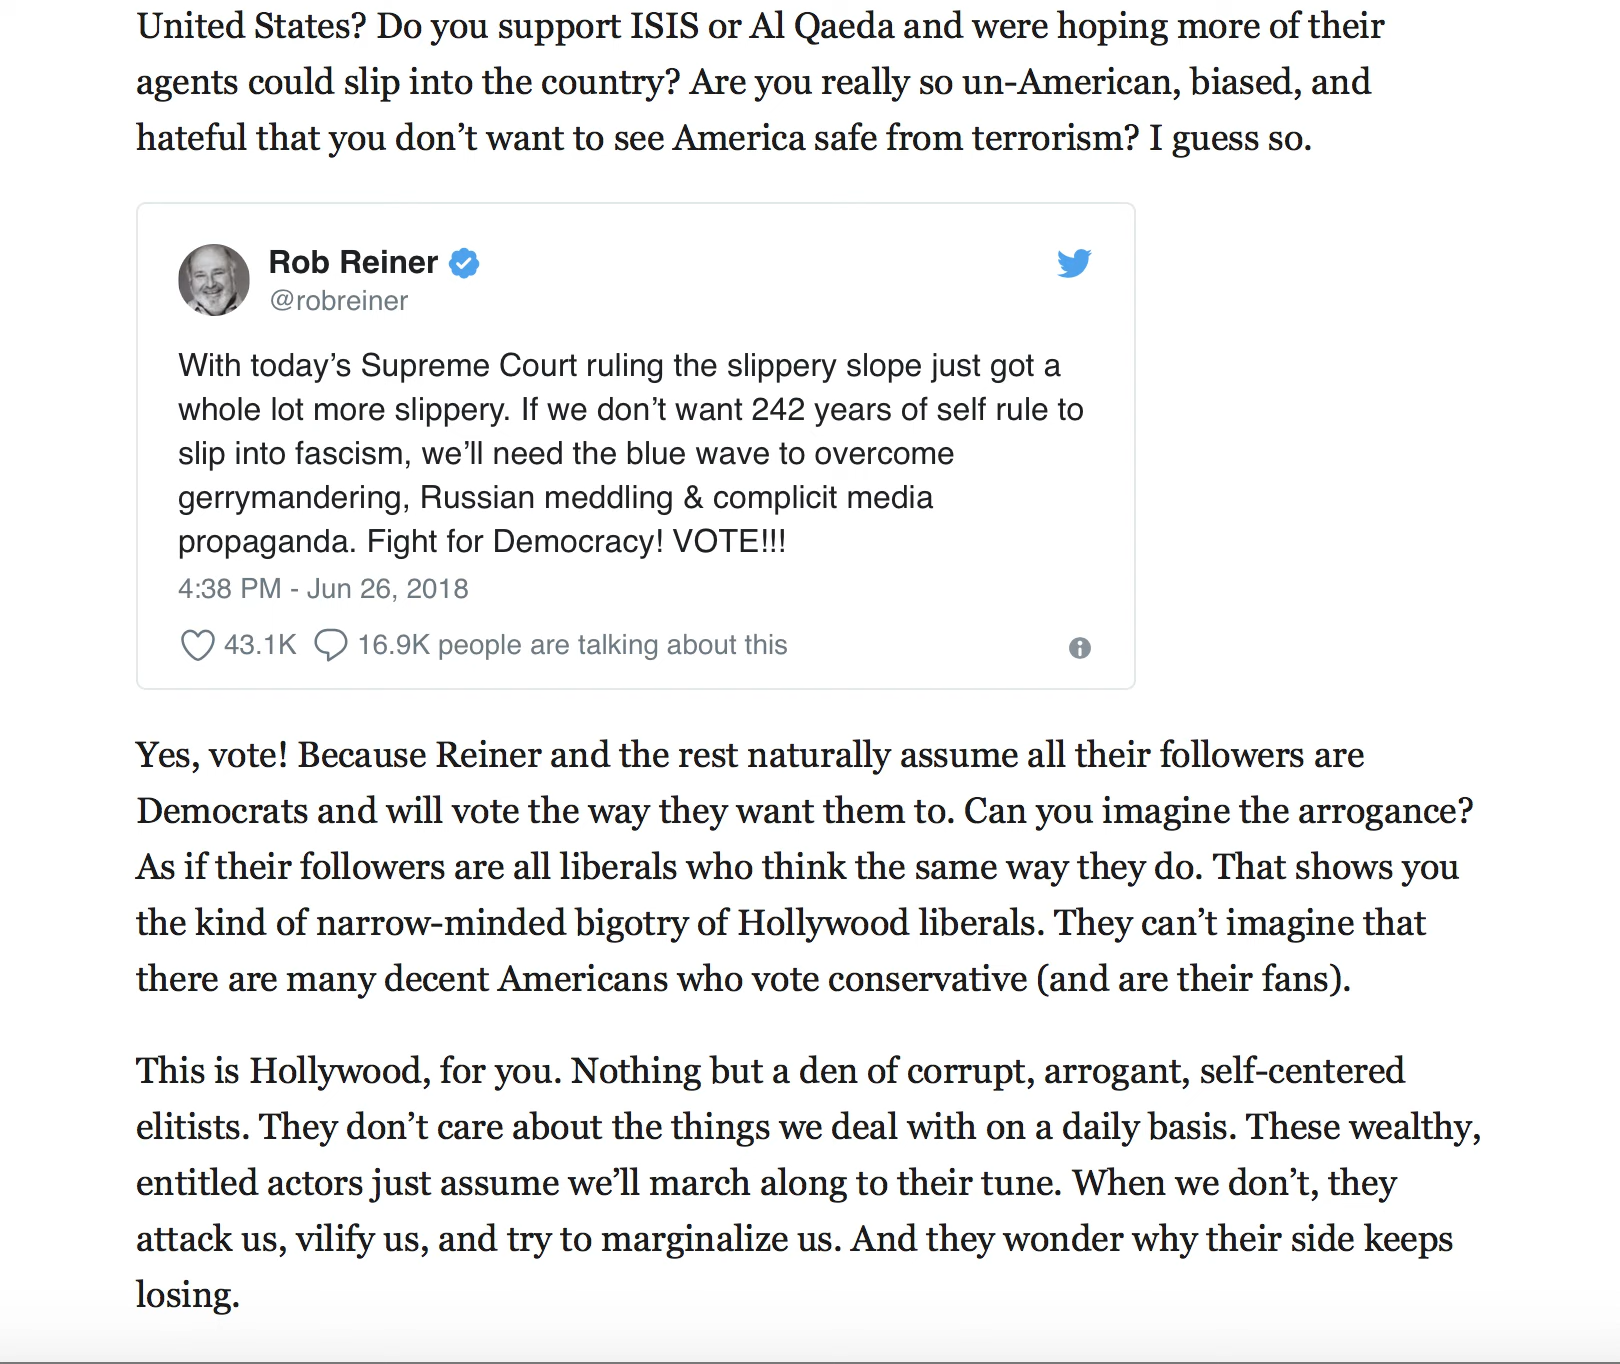 United States? Do you support ISIS or Al Qaeda and were hoping more of their
agents could slip into the country? Are you really so un-American, biased, and
hateful that you don’t want to see America safe from terrorism? I guess so.
Rob Reiner
@robreiner
With today’s Supreme Court ruling the slippery slope just got a
whole lot more slippery. If we don’t want 242 years of self rule to
slip into fascism, we’ll need the blue wave to overcome
gerrymandering, Russian meddling & complicit media
propaganda. Fight for Democracy! VOTE!!!
4:38 PM - Jun 26, 2018
43.1K 16.9K people are talking about this
Yes, vote! Because Reiner and the rest naturally assume all their followers are
Democrats and will vote the way they want them to. Can you imagine the arrogance?
As if their followers are all liberals who think the same way they do. That shows you
the kind of narrow-minded bigotry of Hollywood liberals. They can’t imagine that
there are many decent Americans who vote conservative (and are their fans).
This is Hollywood, for you. Nothing but a den of corrupt, arrogant, self-centered
elitists. They don’t care about the things we deal with on a daily basis. These wealthy,
entitled actors just assume we’ll march along to their tune. When we don’t, they
attack us, vilify us, and try to marginalize us. And they wonder why their side keeps
losing.